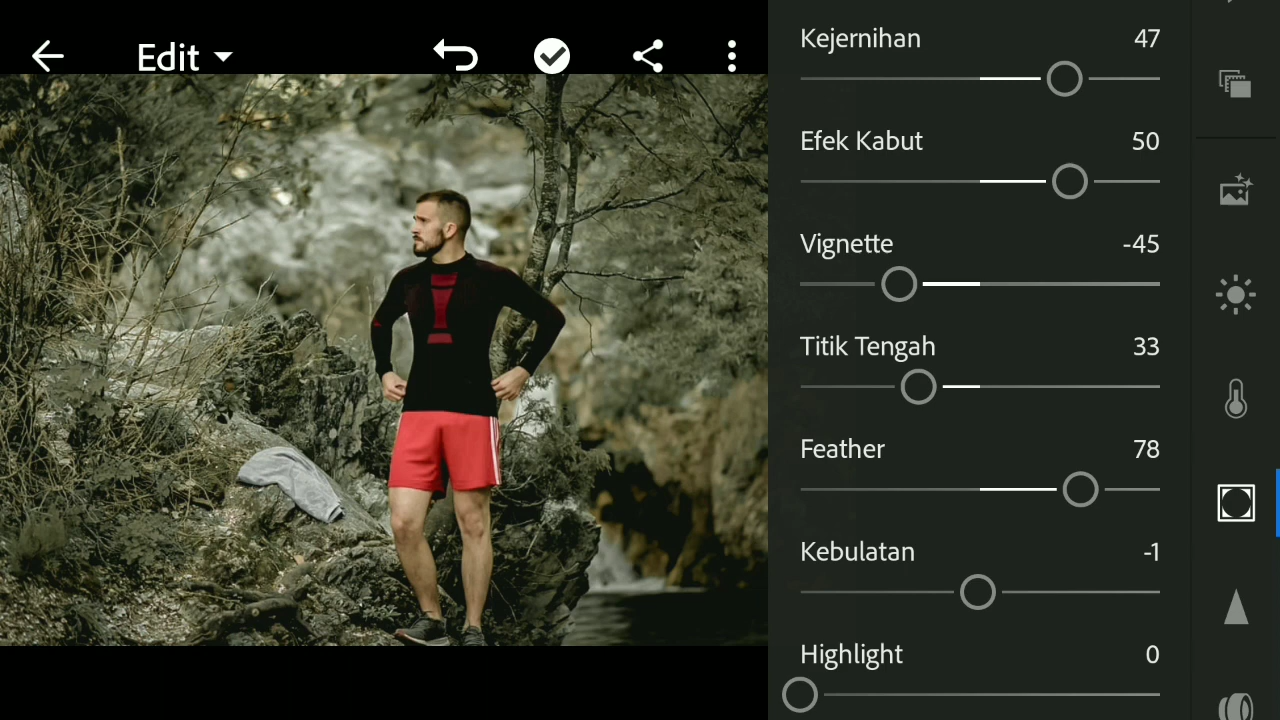 Edit
Kejernihan 47
Efek Kabut 50
Vignette -45
Titik Tengah 33
Feather 78
Kebulatan -1
Highlight 0